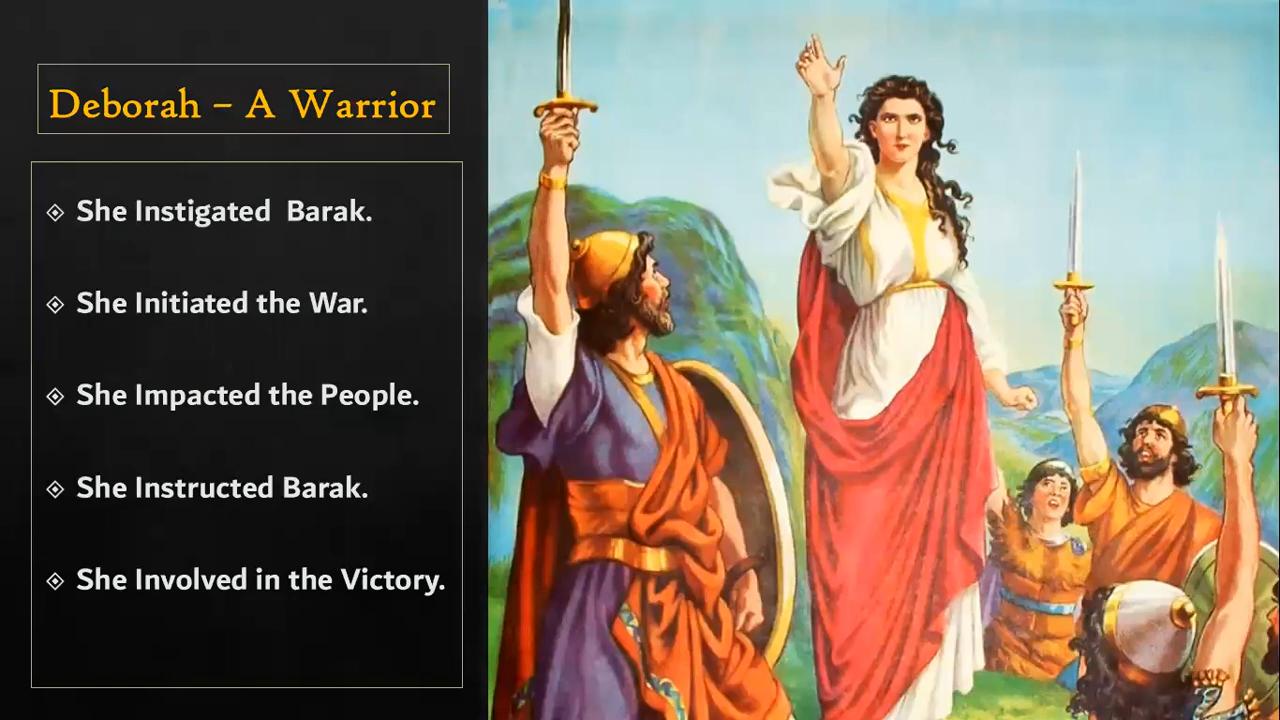 Deborah – A Warrior
She Instigated  Barak.
She Initiated the War.
She Impacted the People.
She Instructed Barak.
She Involved in the Victory.